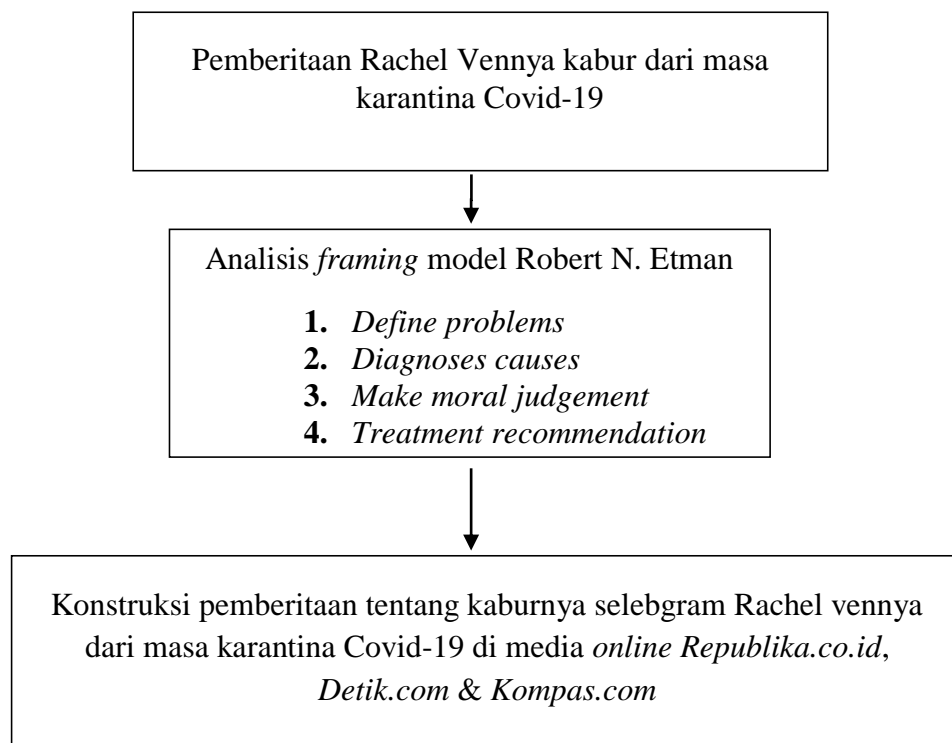 Pemberitaan Rachel Vennya kabur dari masa
karantina Covid-19
Analisis framing model Robert N. Etman
1. Define problems
2. Diagnoses causes
3. Make moral judgement
4. Treatment recommendation
Konstruksi pemberitaan tentang kaburnya selebgram Rachel vennya
dari masa karantina Covid-19 di media online Republika.co.id,
Detik.com & Kompas.com